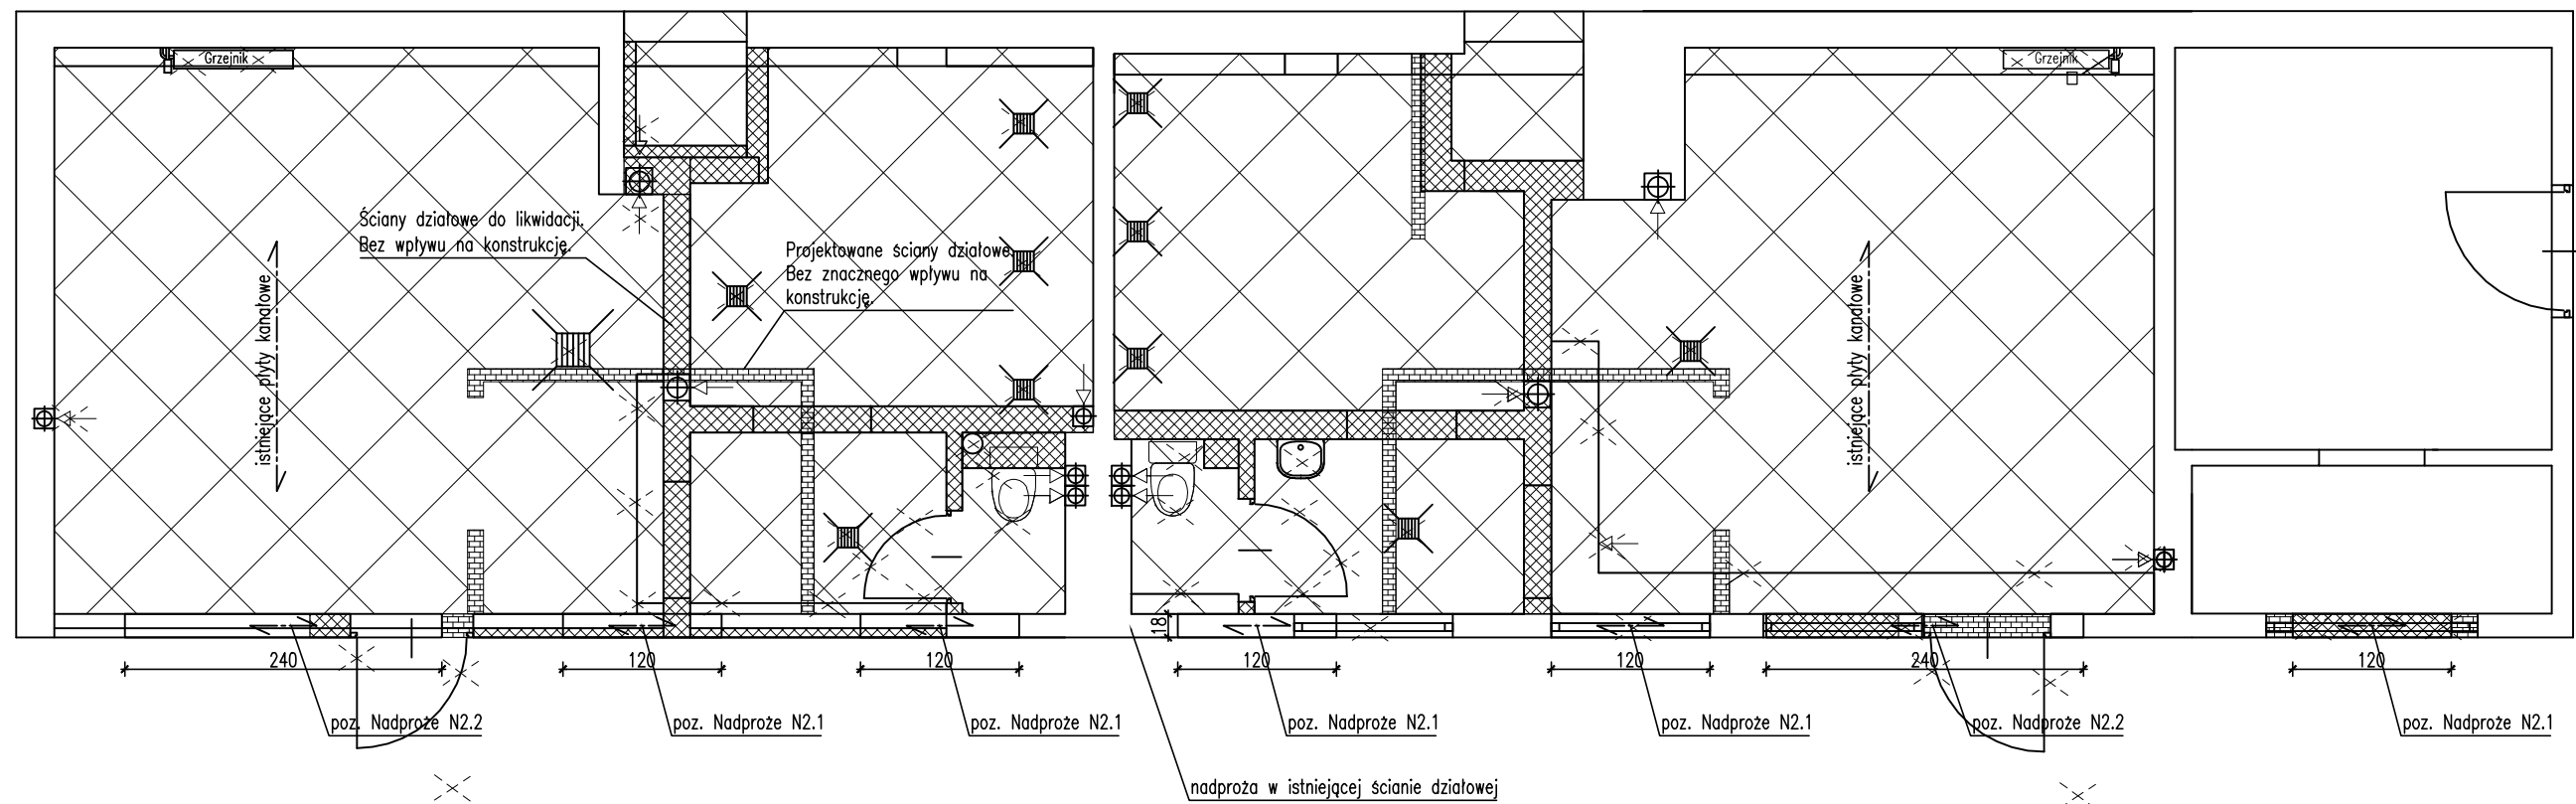 Grzejnik
Grzejnik
Ściany działowe do likwidacji.
Bez wpływu na konstrukcję.
Projektowane ściany działowe.
Bez znacznego wpływu na
konstrukcję.
istniejące płyty kanałowe
istniejące płyty kanałowe
18
240
120
120
120
120
240
120
poz. Nadproże N2.2
poz. Nadproże N2.1
poz. Nadproże N2.1
poz. Nadproże N2.1
poz. Nadproże N2.1
poz. Nadproże N2.2
poz. Nadproże N2.1
nadproża w istniejącej ścianie działowej